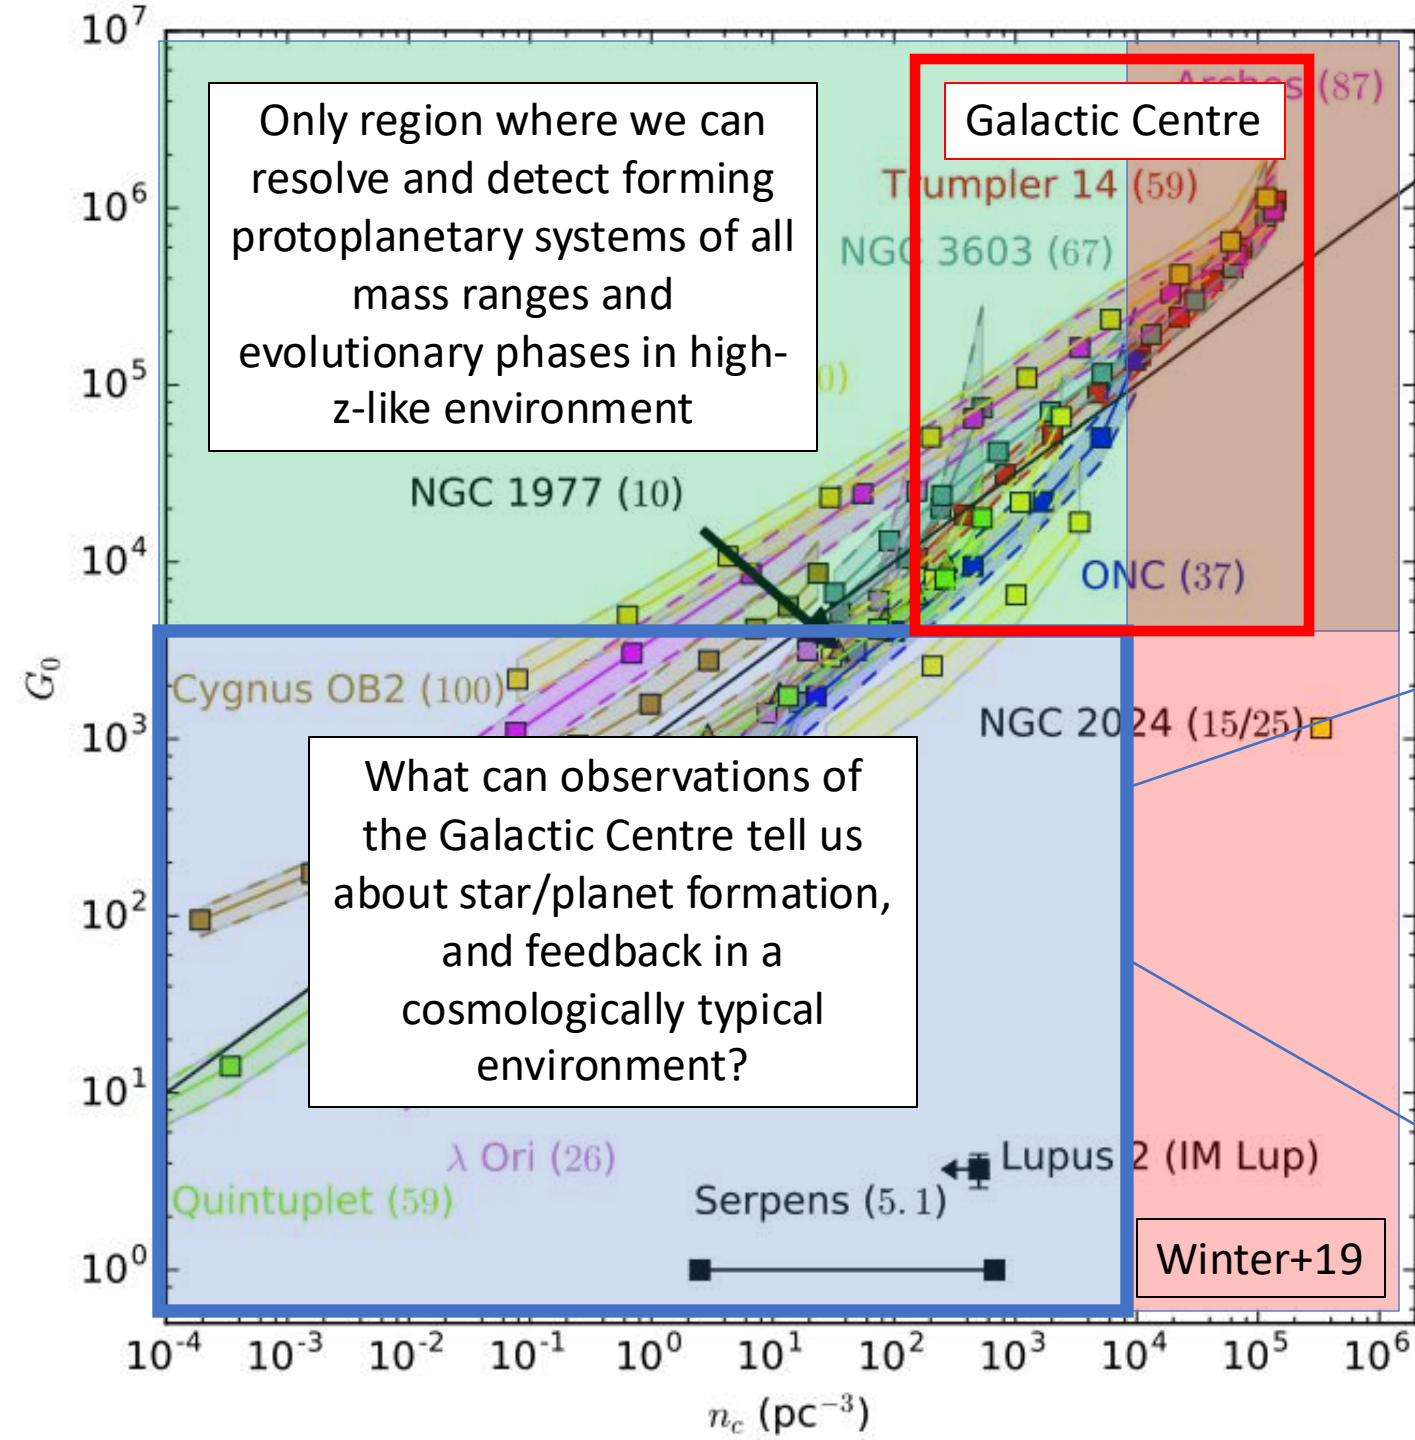 10^7
Only region where we can
resolve and detect forming
protoplanetary systems of all
mass ranges and
evolutionary phases in high-
z-like environment
Galactic Centre
(87)
Trumpler 14 (59)
NGC 3603 (67)
10^6
10^5
0)
NGC 1977 (10)
10^4
ONC (37)
G_0
Cygnus OB2 (100)
10^3
NGC 2024 (15/25)
What can observations of
the Galactic Centre tell us
about star/planet formation,
and feedback in a
cosmologically typical
environment?
10^2
10^1
λ Ori (26)
Lupus 2 (IM Lup)
Quintuplet (59)
Serpens (5.1)
10^0
Winter+19
10^-4 10^-3 10^-2 10^-1 10^0 10^1 10^2 10^3 10^4 10^5 10^6
n_c (pc^-3)